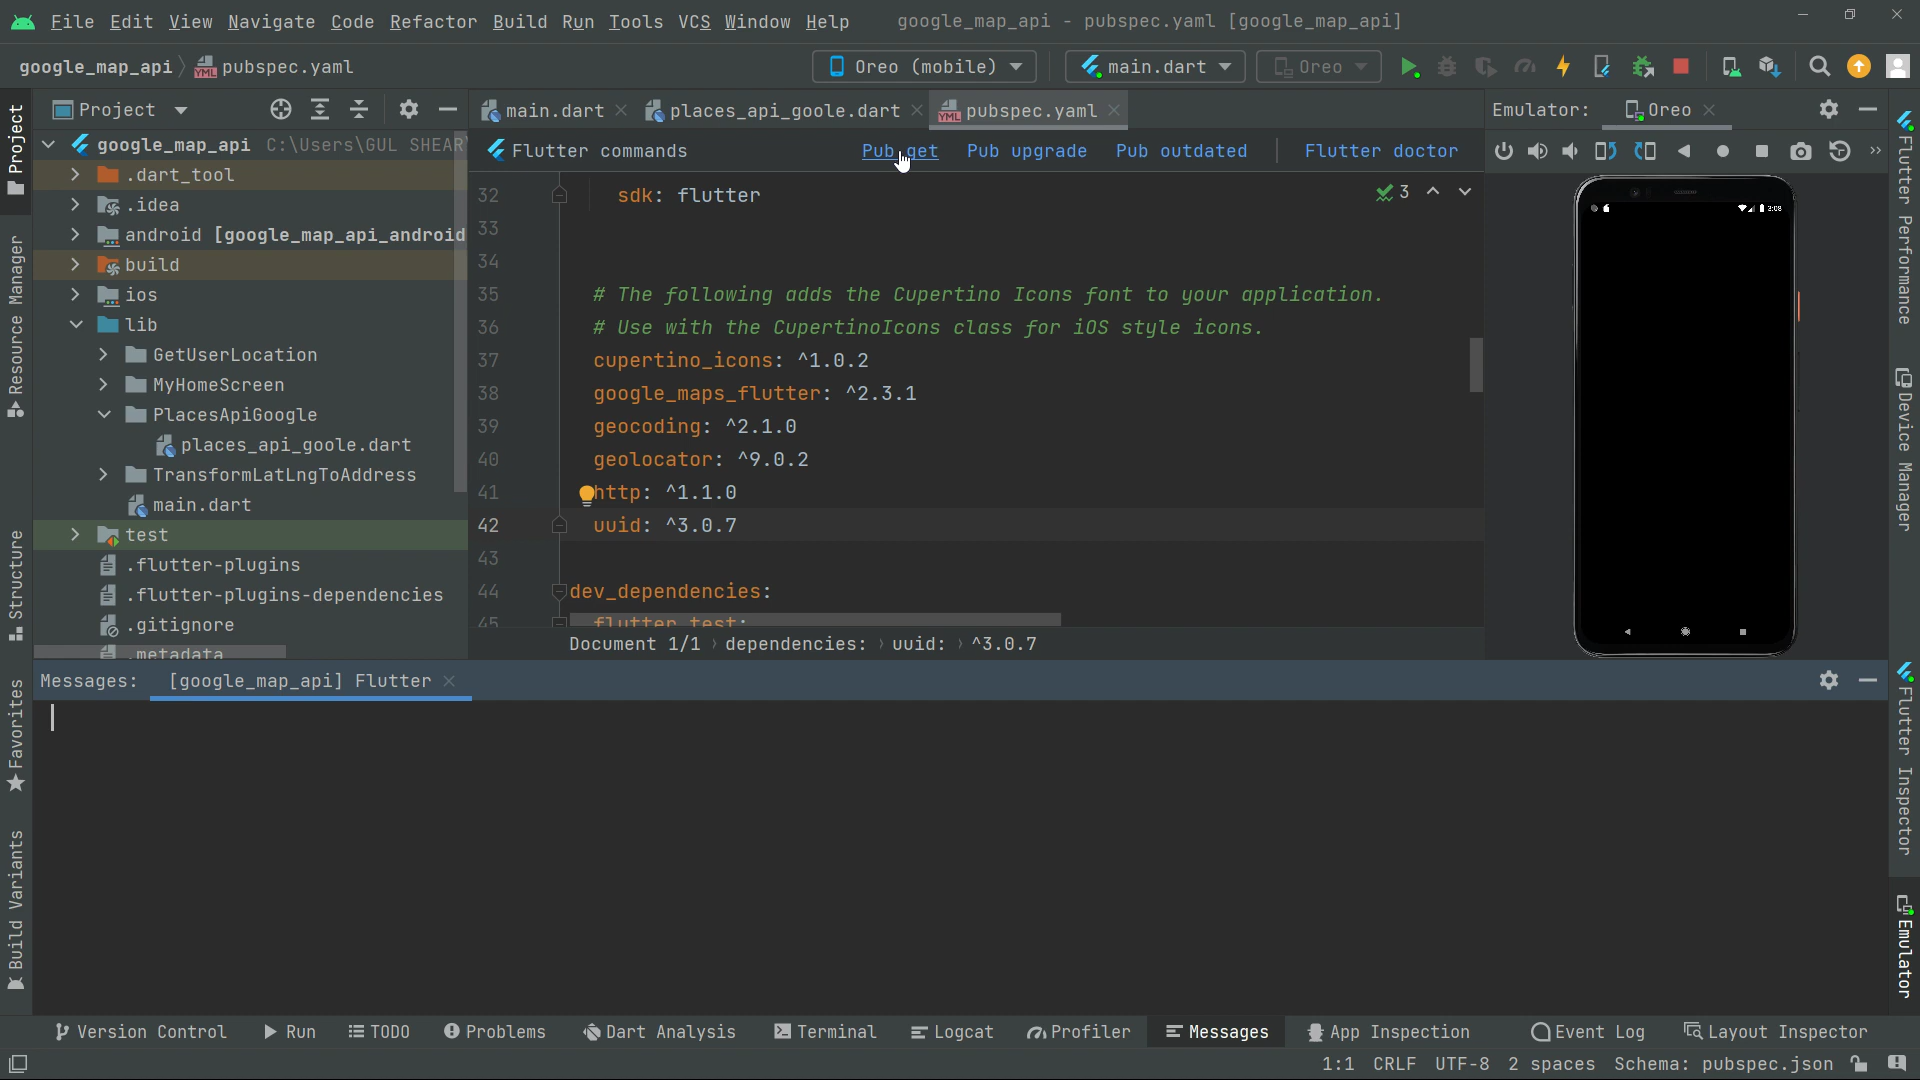 File Edit View Navigate Code Refactor Build Run Tools VCS Window Help google_map_api - pubspec.yaml [google_map_api]
google_map_api pubspec.yaml Oreo (mobile) main.dart Oreo
Project
main.dart
places_api_goole.dart
pubspec.yaml
Emulator: Oreo
google_map_api C:\Users\GUL SHEAR
.dart_tool
.idea
android [google_map_api_android
build
ios
lib
GetUserLocation
MyHomeScreen
PlacesApiGoogle
places_api_goole.dart
TransformLatLngToAddress
main.dart
test
.flutter-plugins
.flutter-plugins-dependencies
.gitignore
.metadata
Flutter commands Pub get Pub upgrade Pub outdated Flutter doctor
32 sdk: flutter
3
33
34
35 # The following adds the Cupertino Icons font to your application.
36 # Use with the CupertinoIcons class for iOS style icons.
37 cupertino_icons: ^1.0.2
38 google_maps_flutter: ^2.3.1
39 geocoding: ^2.1.0
40 geolocator: ^9.0.2
41 http: ^1.1.0
42 uuid: ^3.0.7
43
44 dev_dependencies:
45 flutter_test:
Document 1/1 › dependencies: › uuid: › ^3.0.7
3:08
Messages: [google_map_api] Flutter
Project
Resource Manager
Structure
Favorites
Build Variants
Flutter Performance
Device Manager
Flutter Inspector
Emulator
Version Control Run TODO Problems Dart Analysis Terminal Logcat Profiler Messages App Inspection Event Log Layout Inspector
1:1 CRLF UTF-8 2 spaces Schema: pubspec.json